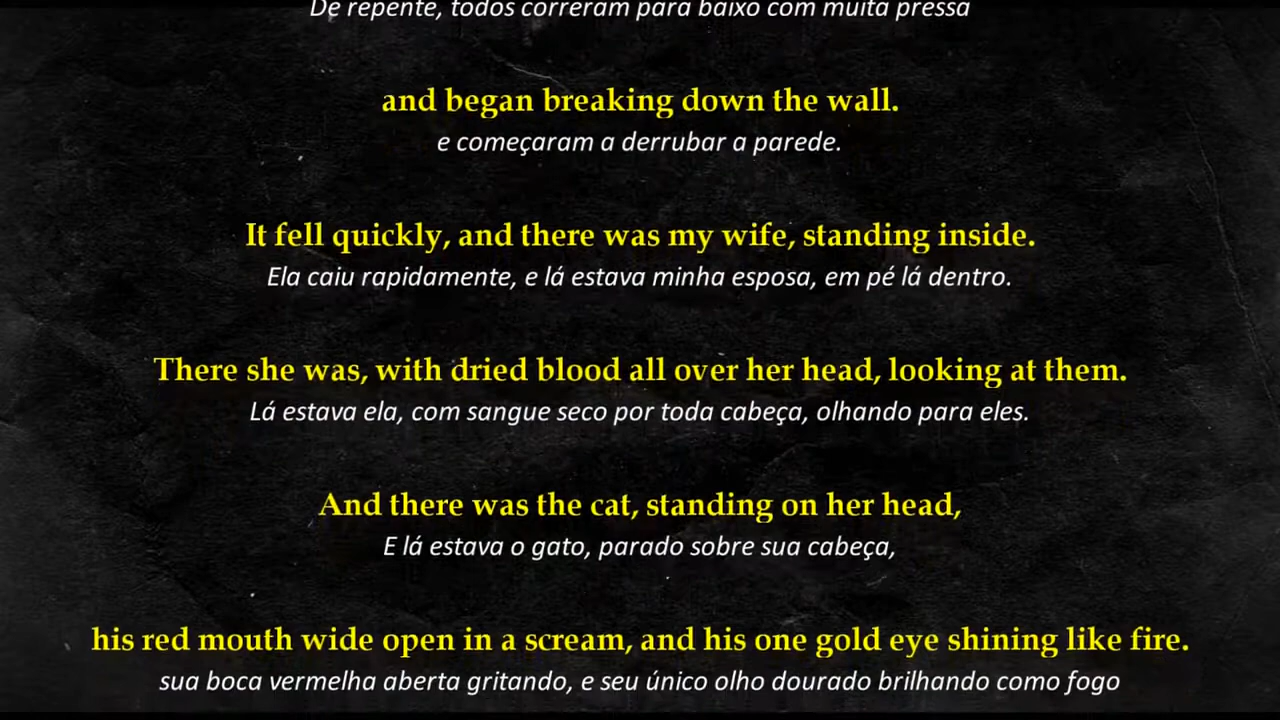 De repente, todos correram para baixo com muita pressa
and began breaking down the wall.
e começaram a derrubar a parede.
It fell quickly, and there was my wife, standing inside.
Ela caiu rapidamente, e lá estava minha esposa, em pé lá dentro.
There she was, with dried blood all over her head, looking at them.
Lá estava ela, com sangue seco por toda cabeça, olhando para eles.
And there was the cat, standing on her head,
E lá estava o gato, parado sobre sua cabeça,
his red mouth wide open in a scream, and his one gold eye shining like fire.
sua boca vermelha aberta gritando, e seu único olho dourado brilhando como fogo